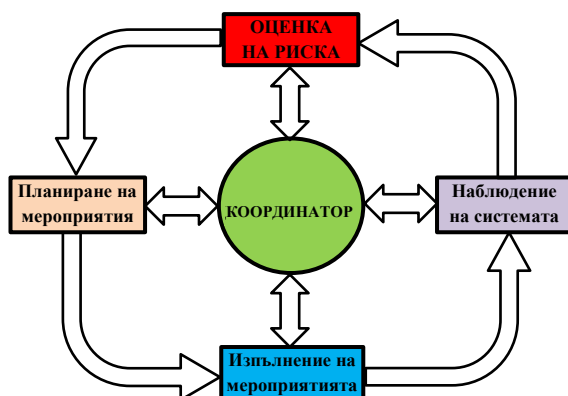 ОЦЕНКА
НА РИСКА
Планиране на
мероприятия
КООРДИНАТОР
Наблюдение
на системата
Изпълнение на
мероприятията